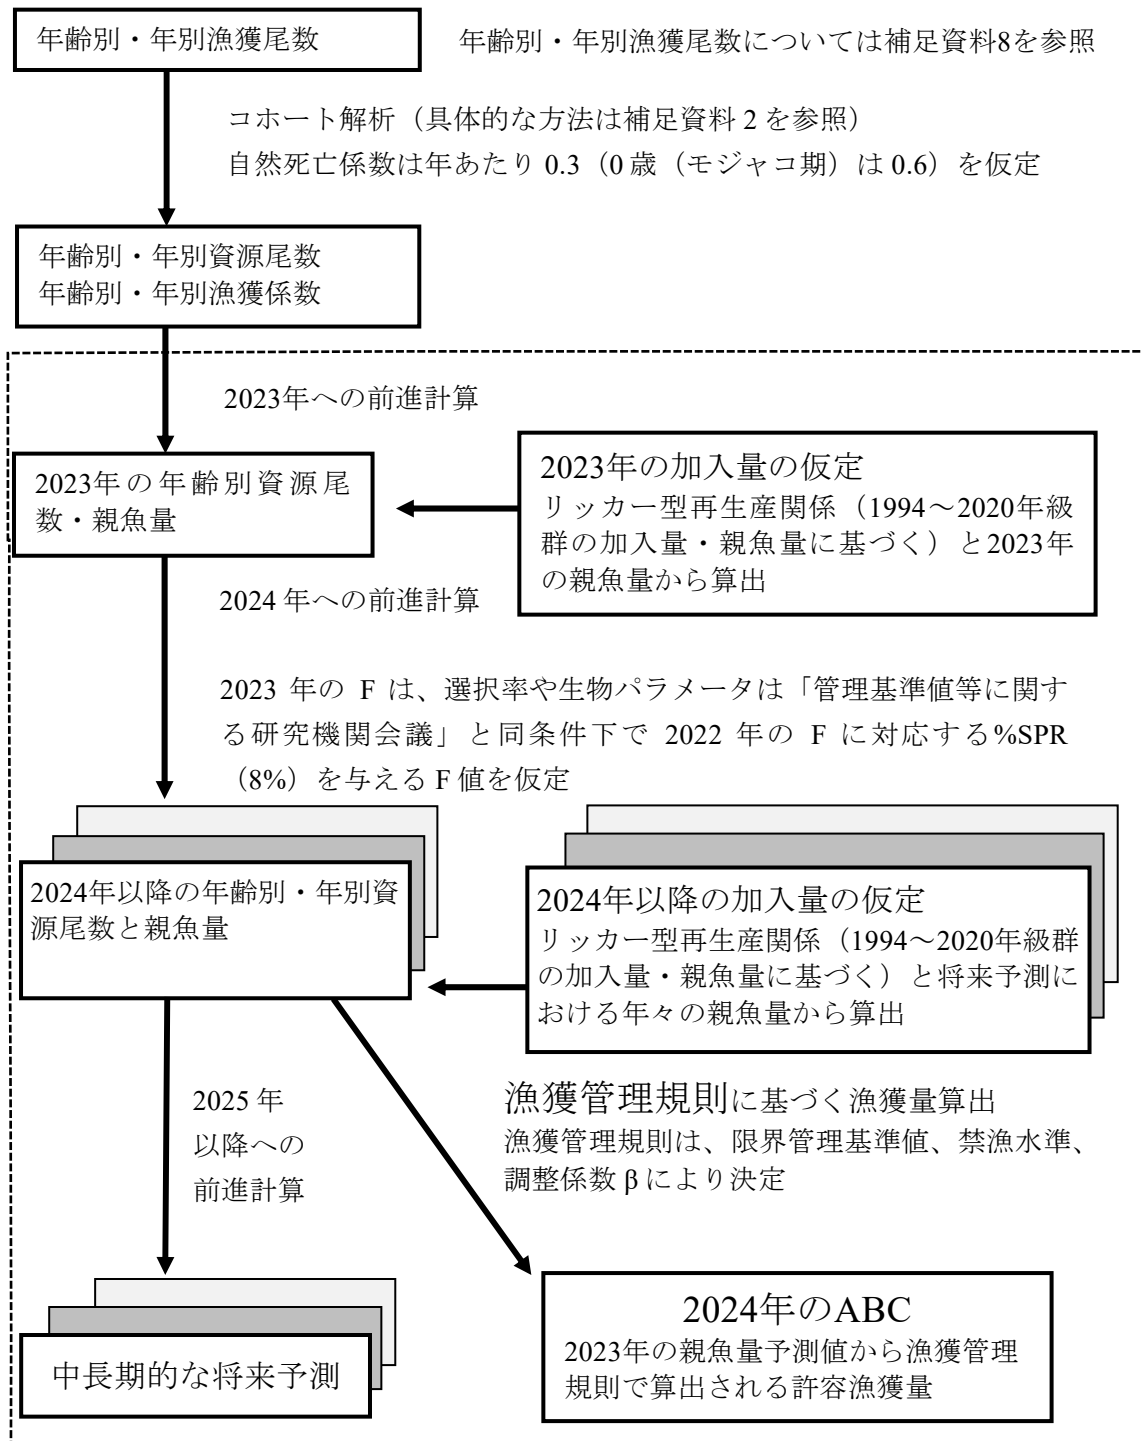 年齢別・年別漁獲尾数
年齢別・年別漁獲尾数については補足資料8を参照
コホート解析（具体的な方法は補足資料 2 を参照）
自然死亡係数は年あたり 0.3（0 歳（モジャコ期）は 0.6）を仮定
年齢別・年別資源尾数
年齢別・年別漁獲係数
2023年への前進計算
2023年の年齢別資源尾
数・親魚量
2023年の加入量の仮定
リッカー型再生産関係（1994～2020年級
群の加入量・親魚量に基づく）と2023年
の親魚量から算出
2024 年への前進計算
2023 年の F は、選択率や生物パラメータは「管理基準値等に関す
る研究機関会議」と同条件下で 2022 年の F に対応する%SPR
（8%）を与える F 値を仮定
2024年以降の年齢別・年別資
源尾数と親魚量
2024年以降の加入量の仮定
リッカー型再生産関係（1994～2020年級群
の加入量・親魚量に基づく）と将来予測に
おける年々の親魚量から算出
2025 年
以降への
前進計算
漁獲管理規則に基づく漁獲量算出
漁獲管理規則は、限界管理基準値、禁漁水準、
調整係数 β により決定
中長期的な将来予測
2024年のABC
2023年の親魚量予測値から漁獲管理
規則で算出される許容漁獲量